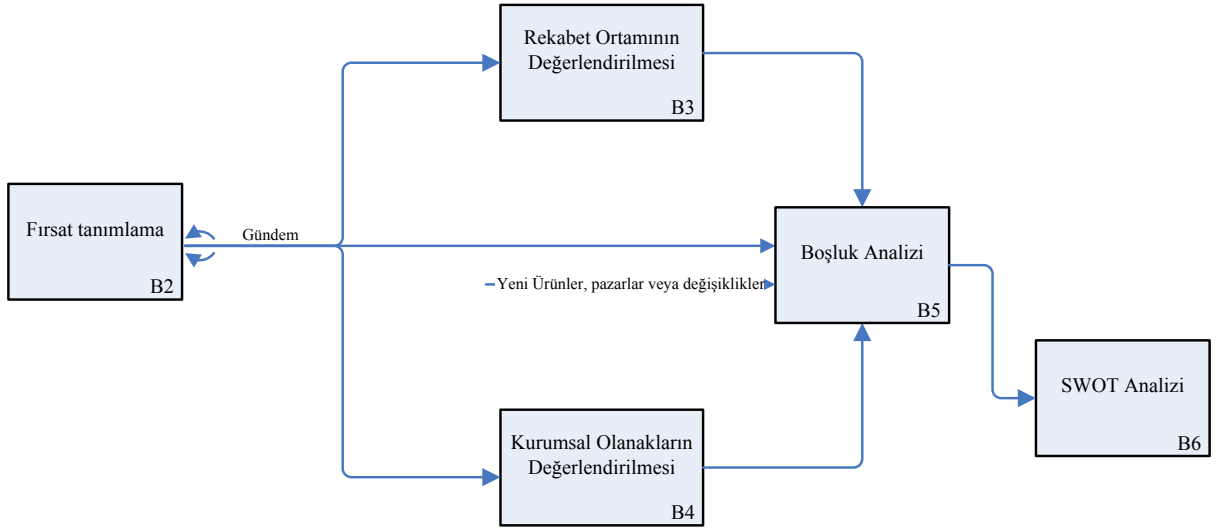 Rekabet Ortamının
Değerlendirilmesi
B3
Fırsat tanımlama
B2
Gündem
Boşluk Analizi
B5
Yeni Ürünler, pazarlar veya değişiklikler
SWOT Analizi
B6
Kurumsal Olanakların
Değerlendirilmesi
B4